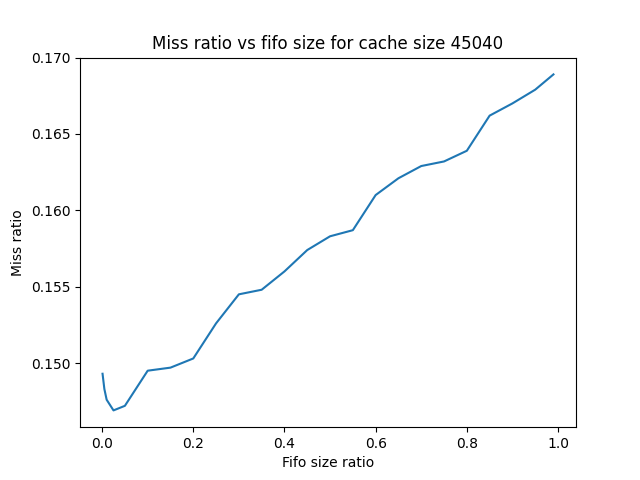 Miss ratio vs fifo size for cache size 45040
0.170
0.165
0.160
0.155
0.150
Miss ratio
0.0 0.2 0.4 0.6 0.8 1.0
Fifo size ratio